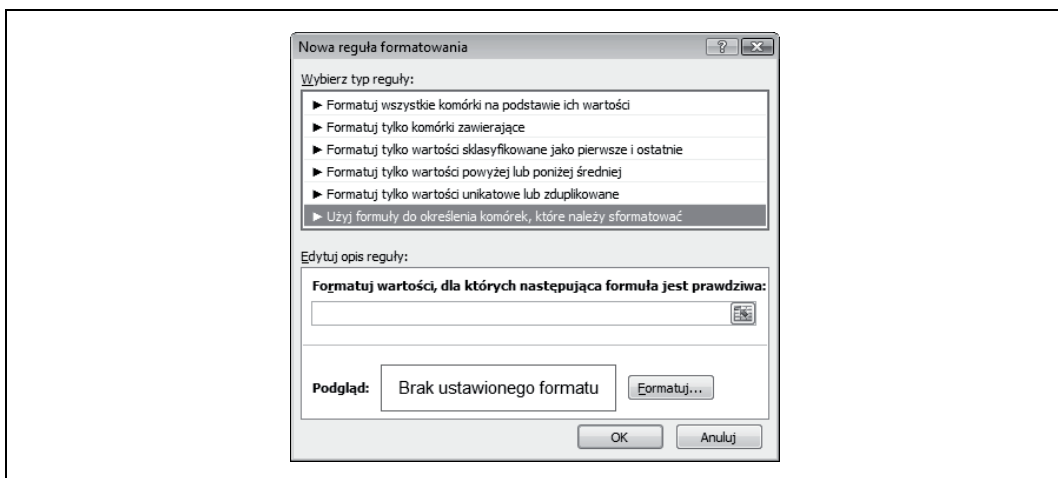 Nowa reguła formatowania
Wybierz typ reguły:
► Formatuj wszystkie komórki na podstawie ich wartości
► Formatuj tylko komórki zawierające
► Formatuj tylko wartości sklasyfikowane jako pierwsze i ostatnie
► Formatuj tylko wartości powyżej lub poniżej średniej
► Formatuj tylko wartości unikatowe lub zduplikowane
► Użyj formuły do określenia komórek, które należy sformatować
Edytuj opis reguły:
Formatuj wartości, dla których następująca formuła jest prawdziwa:
Podgląd: Brak ustawionego formatu Formatuj...
OK Anuluj